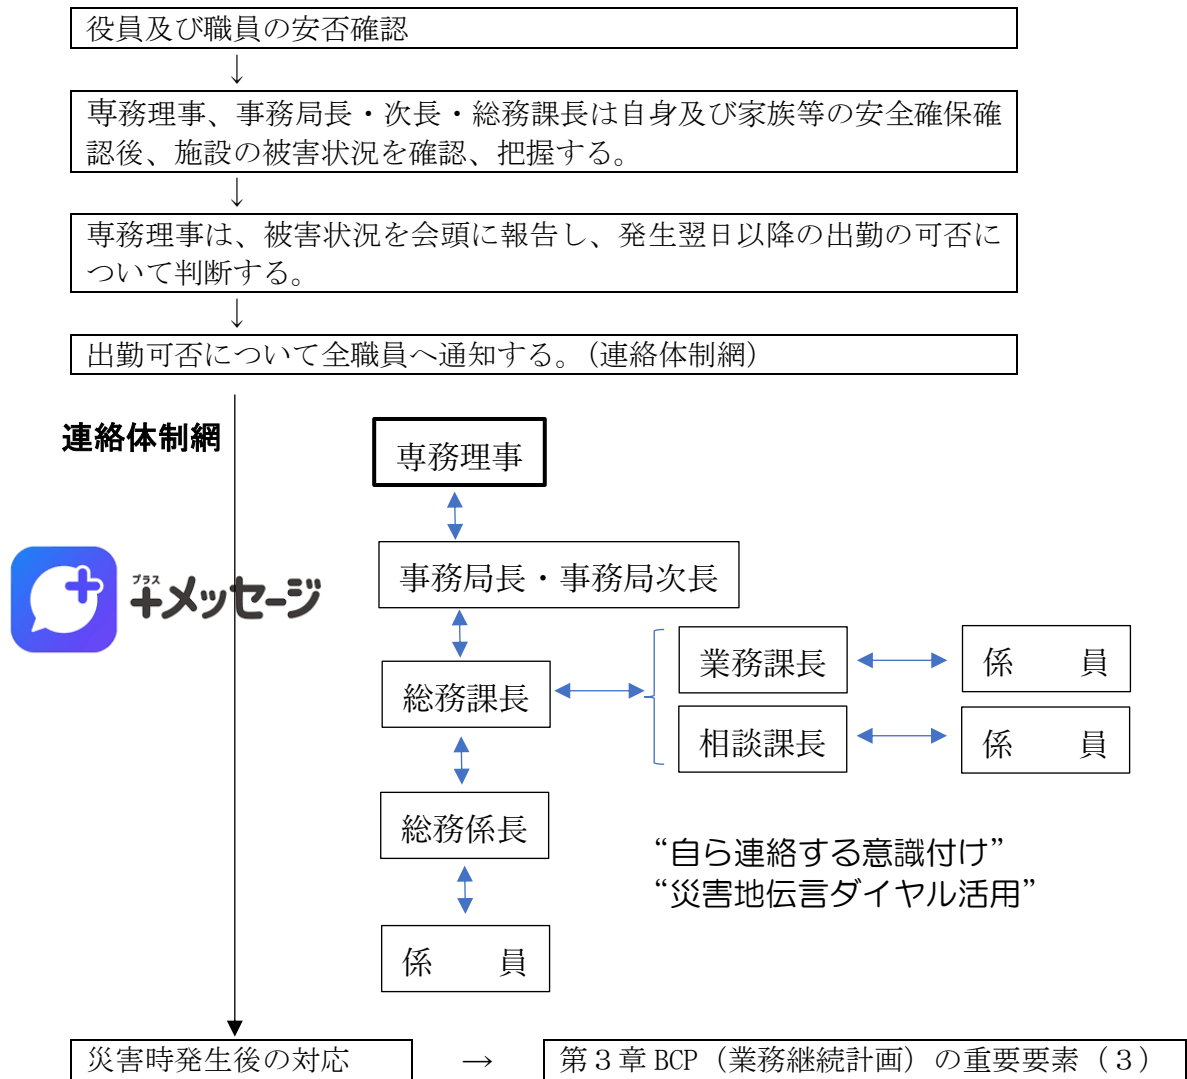 役員及び職員の安否確認
↓
専務理事、事務局長・次長・総務課長は自身及び家族等の安全確保確
認後、施設の被害状況を確認、把握する。
↓
専務理事は、被害状況を会頭に報告し、発生翌日以降の出勤の可否に
ついて判断する。
↓
出勤可否について全職員へ通知する。(連絡体制網)
連絡体制網
専務理事
事務局長・事務局次長
プラス
+メッセージ
業務課長
係　　員
総務課長
相談課長
係　　員
総務係長
“自ら連絡する意識付け”
“災害地伝言ダイヤル活用”
係　　員
災害時発生後の対応
→
第３章 BCP（業務継続計画）の重要要素（３）